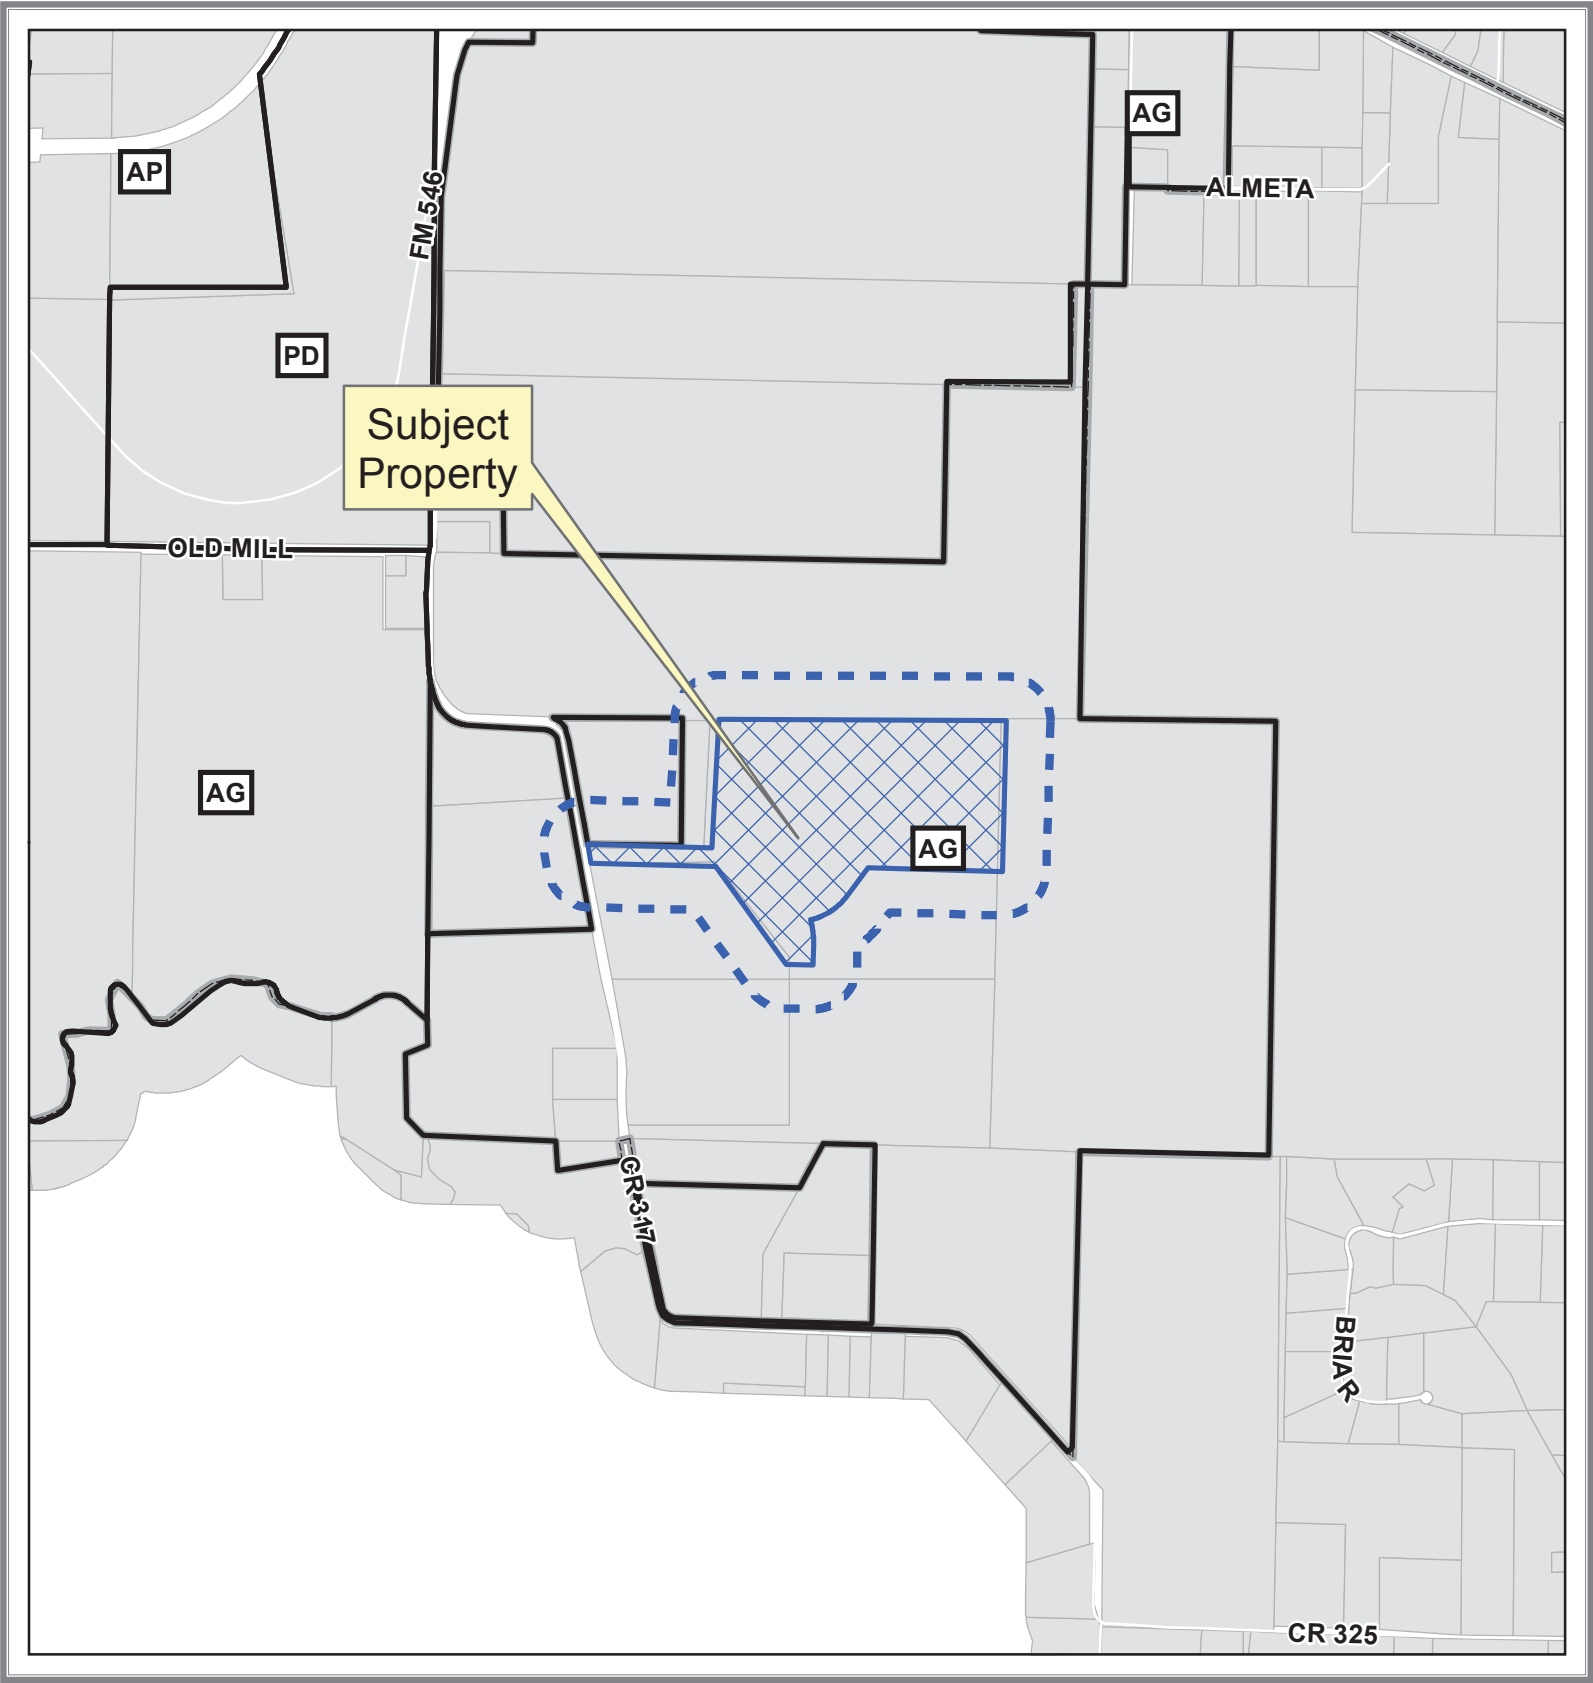 AG
AP
ALMETA
FM 546
PD
Subject
Property
OLD MILL
AG
AG
CR 317
BRIAR
CR 325